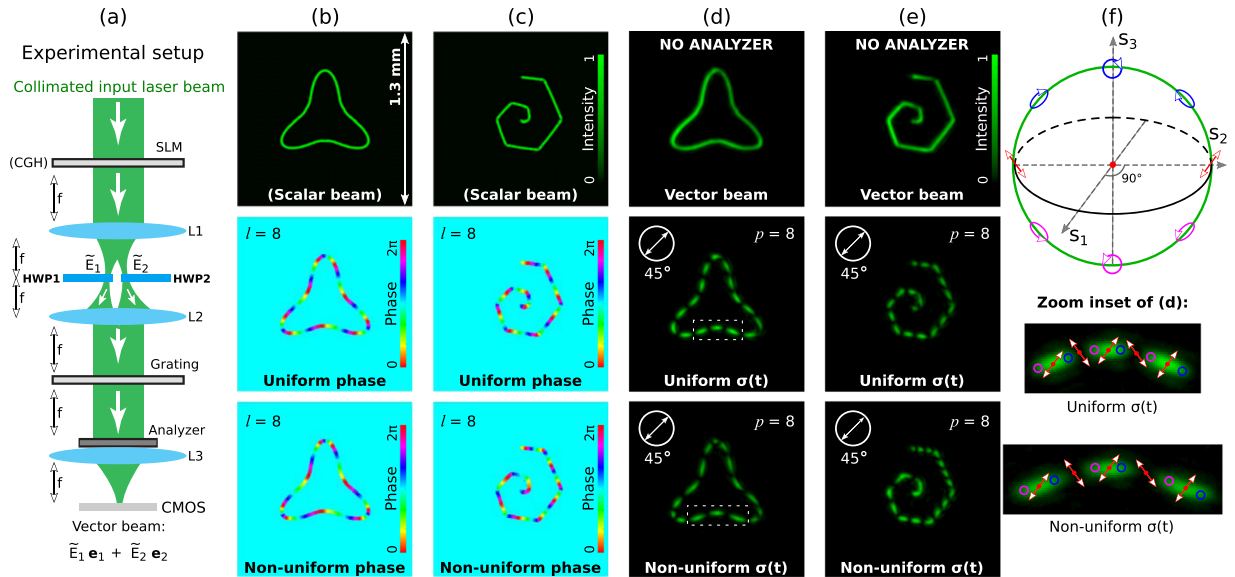 (a)
Experimental setup
Collimated input laser beam
SLM
(CGH)
f
L1
f
Ẽ1
Ẽ2
HWP1
HWP2
f
L2
f
Grating
f
Analyzer
L3
f
CMOS
Vector beam:
Ẽ1 e1 + Ẽ2 e2
(b)
1.3 mm
(Scalar beam)
l = 8
2π
Phase
0
Uniform phase
l = 8
2π
Phase
0
Non-uniform phase
(c)
1
Intensity
0
(Scalar beam)
l = 8
2π
Phase
0
Uniform phase
l = 8
2π
Phase
0
Non-uniform phase
(d)
NO ANALYZER
Vector beam
45°
p = 8
Uniform σ(t)
45°
p = 8
Non-uniform σ(t)
(e)
NO ANALYZER
1
Intensity
0
Vector beam
45°
p = 8
Uniform σ(t)
45°
p = 8
Non-uniform σ(t)
(f)
S3
S2
90°
S1
Zoom inset of (d):
Uniform σ(t)
Non-uniform σ(t)